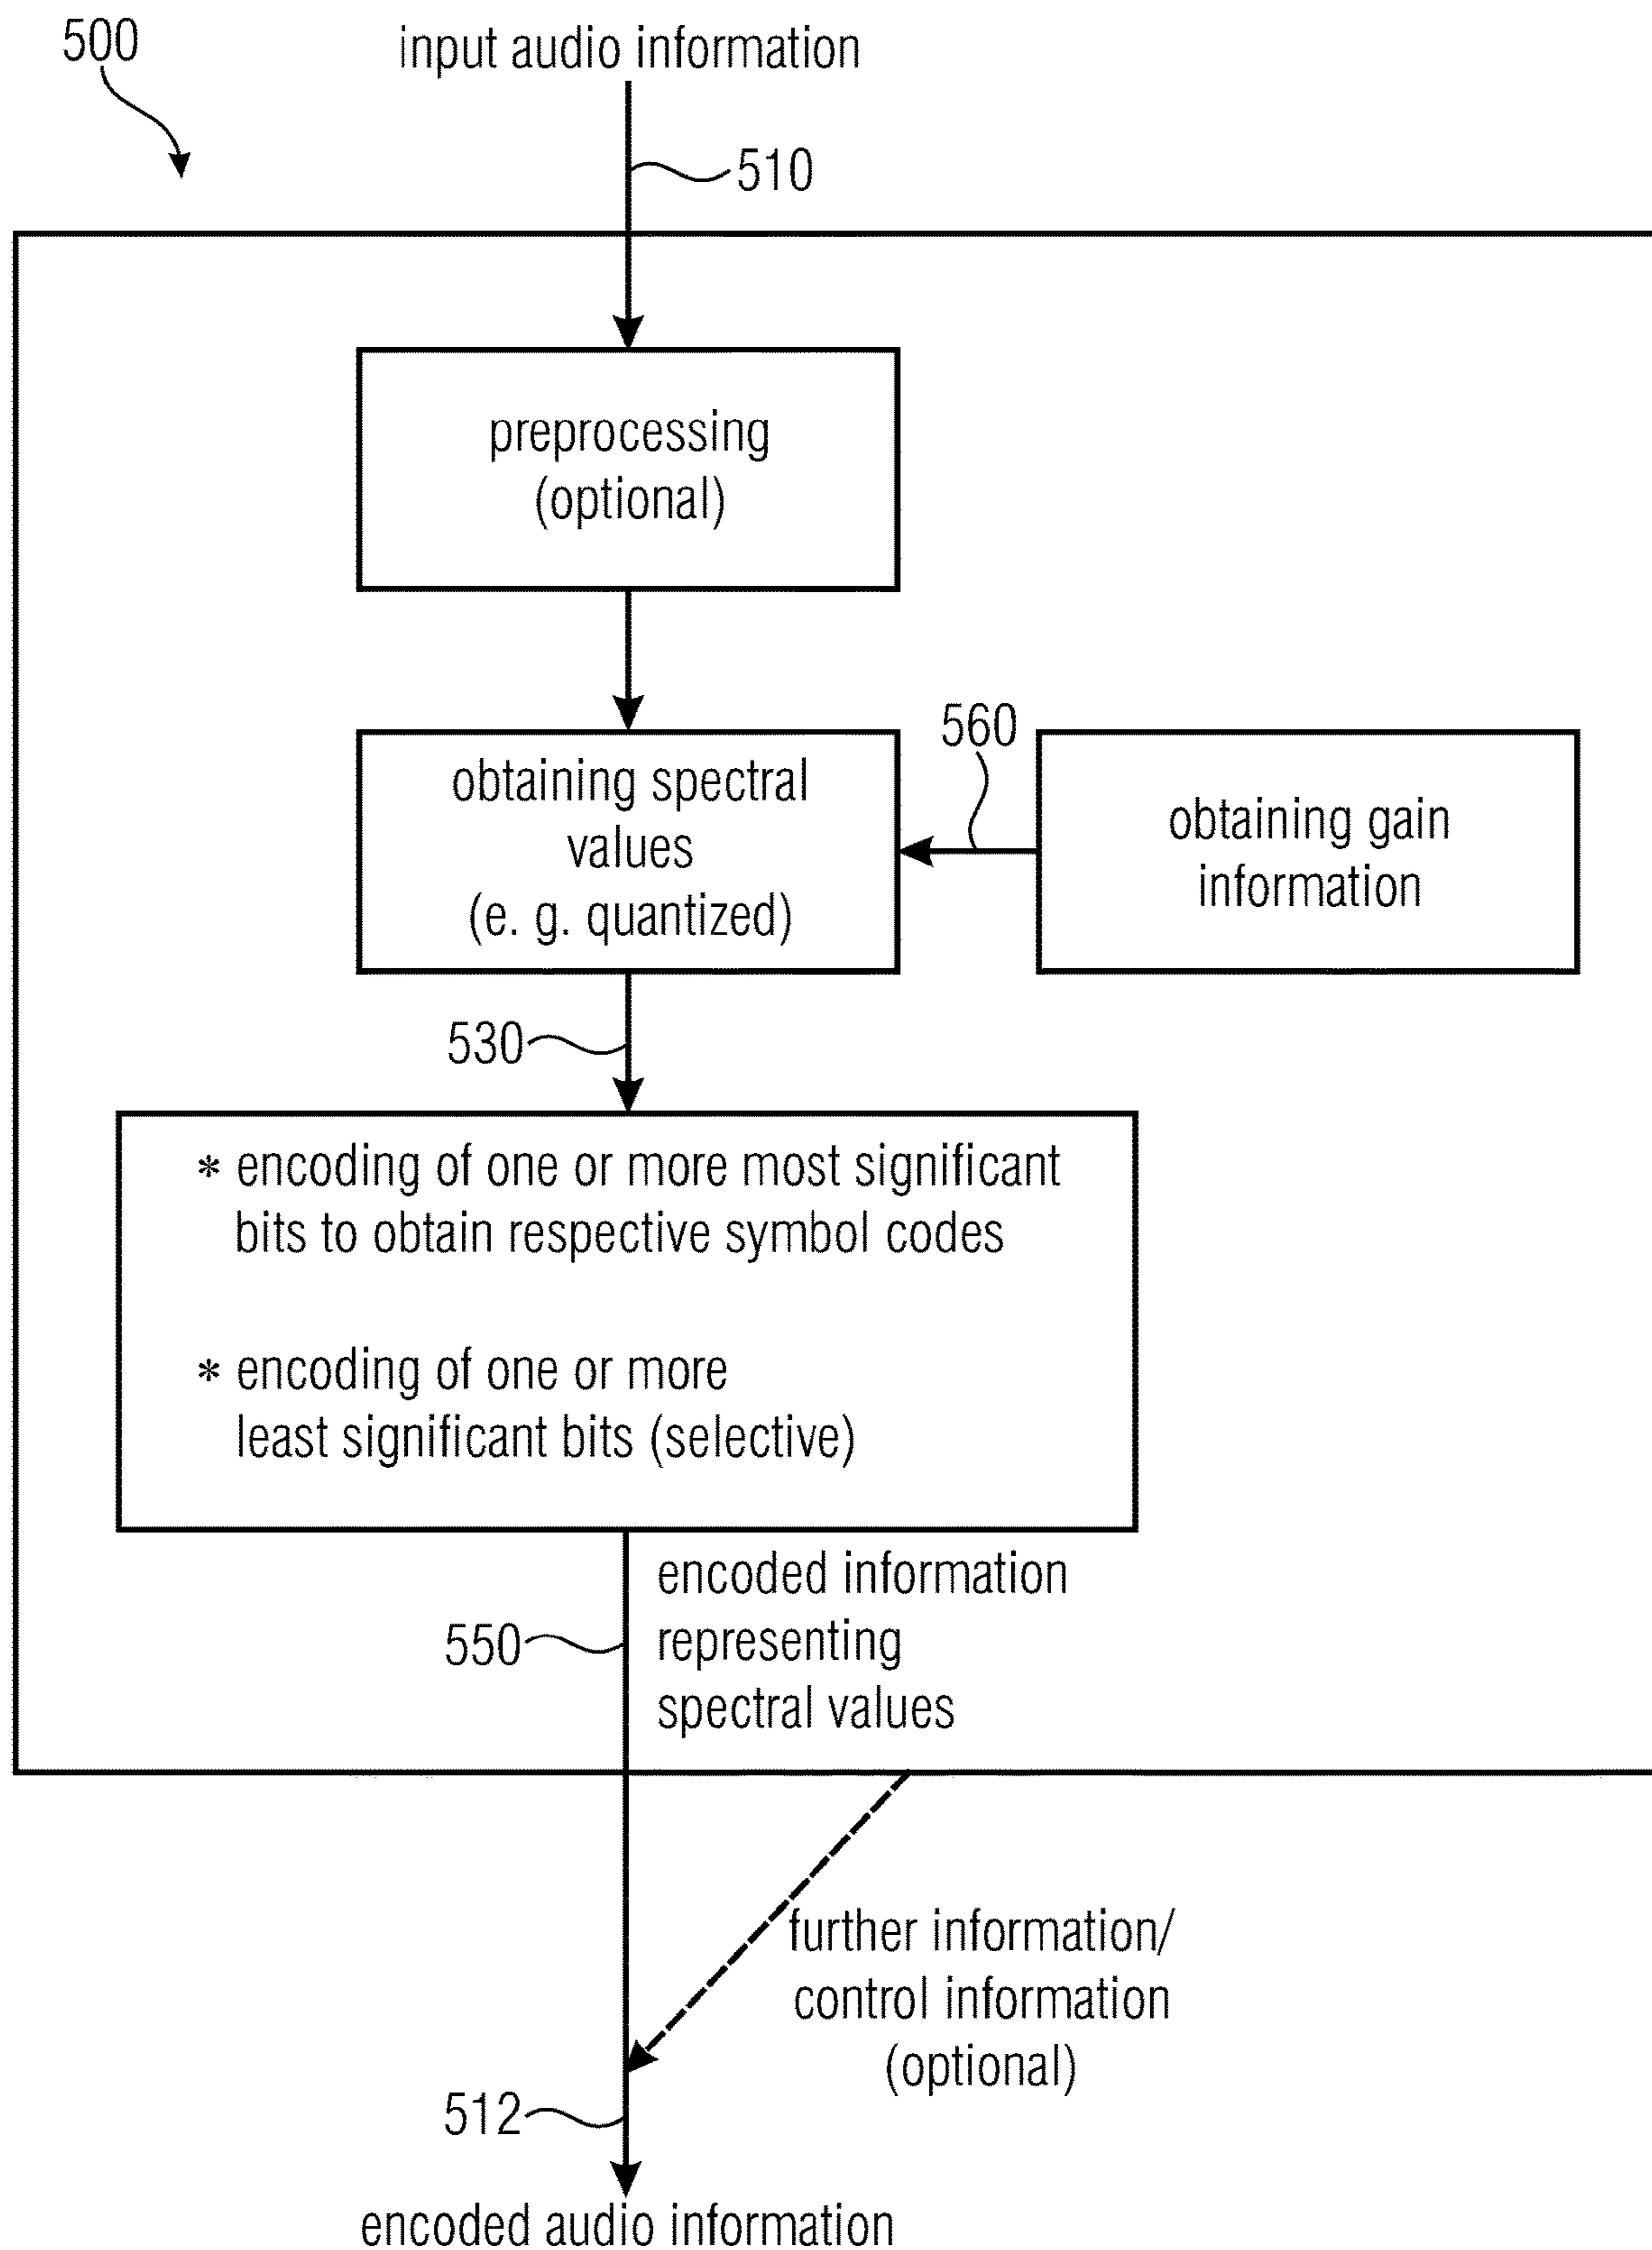 500
input audio information
510
preprocessing
(optional)
560
obtaining spectral
values
(e. g. quantized)
obtaining gain
information
530
* encoding of one or more most significant
bits to obtain respective symbol codes
* encoding of one or more
least significant bits (selective)
encoded information
representing
spectral values
550
further information/
control information
(optional)
512
encoded audio information